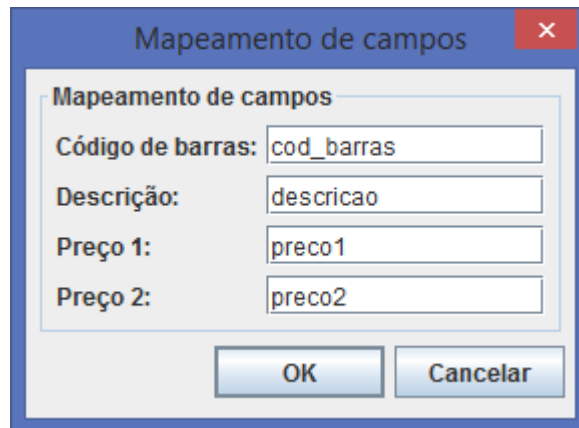 Mapeamento de campos
Mapeamento de campos
Código de barras: cod_barras
Descrição: descricao
Preço 1: preco1
Preço 2: preco2
OK Cancelar